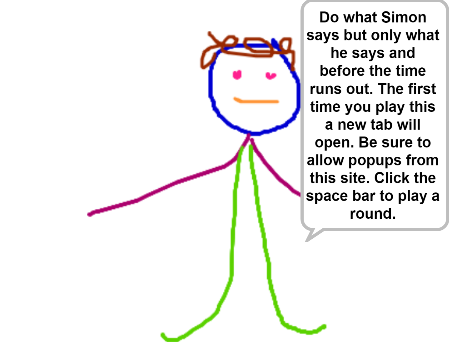 Do what Simon
says but only what
he says and
before the time
runs out. The first
time you play this
a new tab will
open. Be sure to
allow popups from
this site. Click the
space bar to play a
round.